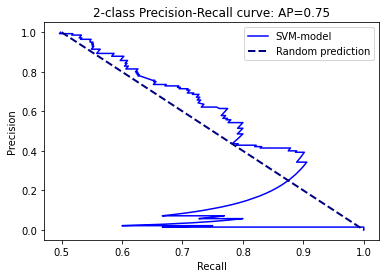 2-class Precision-Recall curve: AP=0.75
SVM-model
Random prediction
Precision
1.0
0.8
0.6
0.4
0.2
0.0
0.5
0.6
0.7
0.8
0.9
1.0
Recall